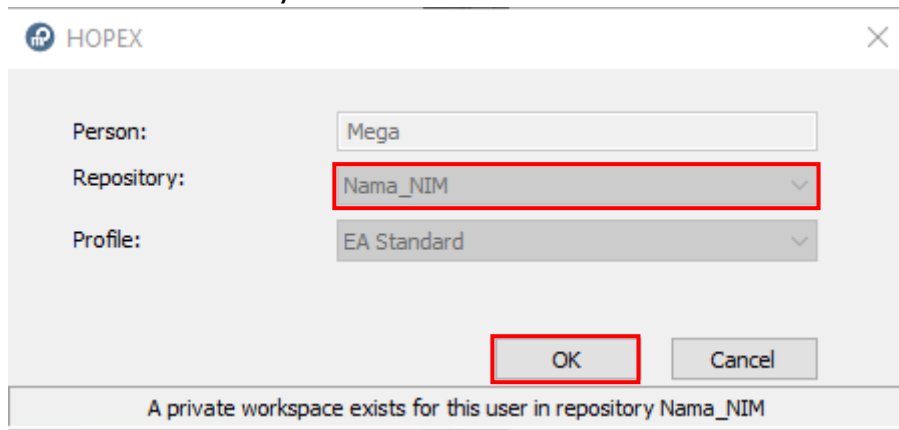 HOPEX
Person: Mega
Repository: Nama_NIM
Profile: EA Standard
OK Cancel
A private workspace exists for this user in repository Nama_NIM